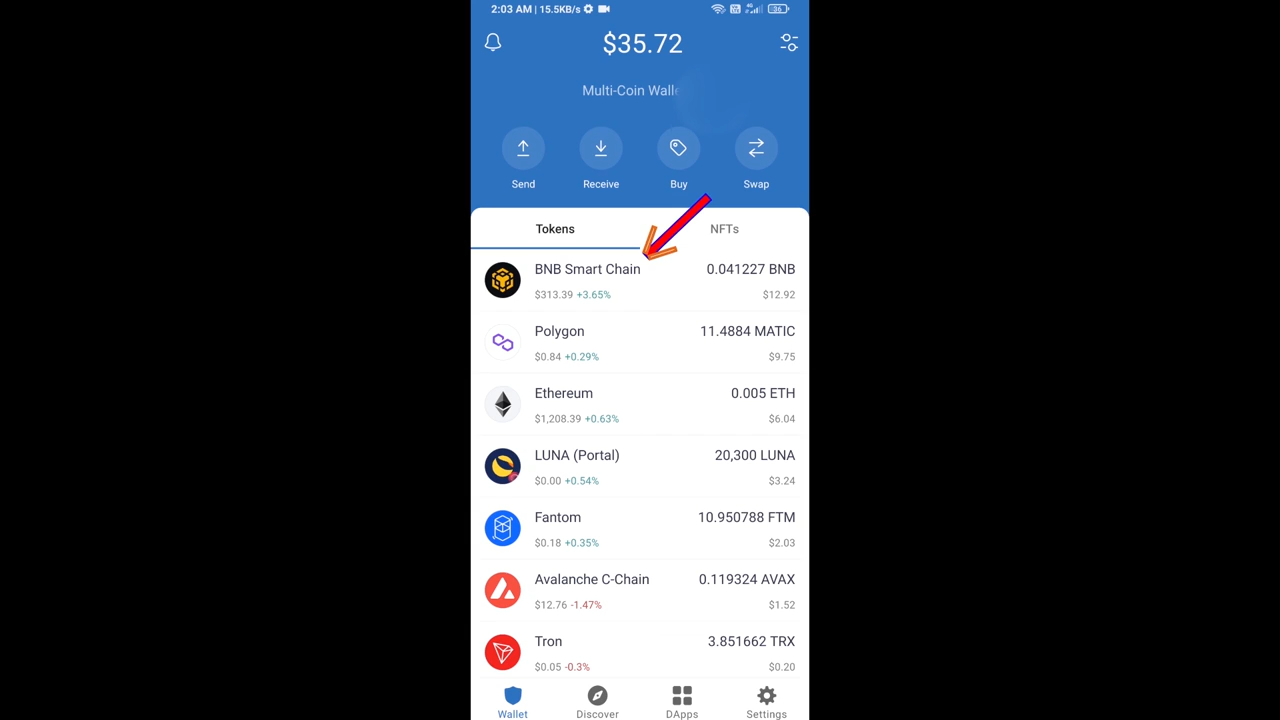 2:03 AM | 15.5KB/s
36
$35.72
Multi-Coin Walle
Send Receive Buy Swap
Tokens NFTs
BNB Smart Chain 0.041227 BNB
$313.39 +3.65% $12.92
Polygon 11.4884 MATIC
$0.84 +0.29% $9.75
Ethereum 0.005 ETH
$1,208.39 +0.63% $6.04
LUNA (Portal) 20,300 LUNA
$0.00 +0.54% $3.24
Fantom 10.950788 FTM
$0.18 +0.35% $2.03
Avalanche C-Chain 0.119324 AVAX
$12.76 -1.47% $1.52
Tron 3.851662 TRX
$0.05 -0.3% $0.20
Wallet Discover DApps Settings